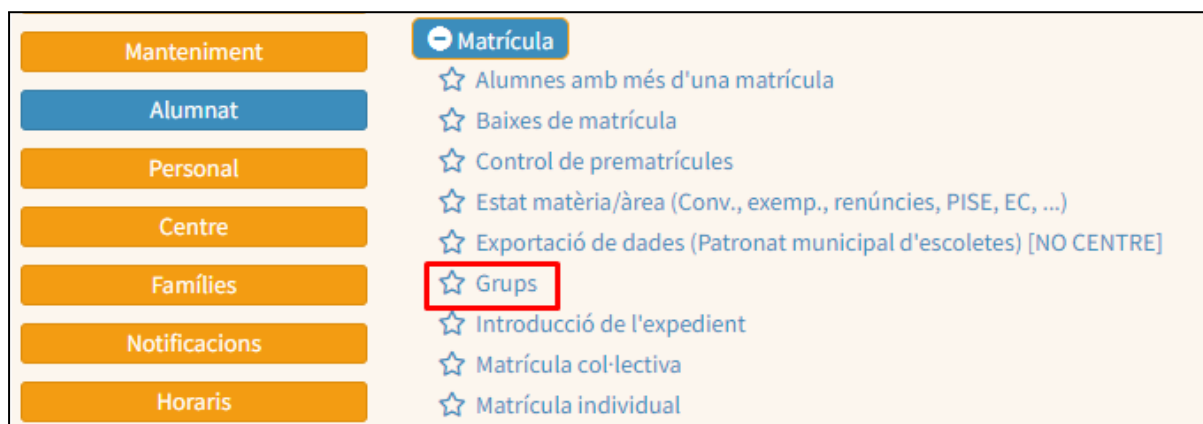 Manteniment
Alumnat
Personal
Centre
Famílies
Notificacions
Horaris
Matrícula
Alumnes amb més d'una matrícula
Baixes de matrícula
Control de prematrícules
Estat matèria/àrea (Conv., exemp., renúncies, PISE, EC, ...)
Exportació de dades (Patronat municipal d'escoletes) [NO CENTRE]
Grups
Introducció de l'expedient
Matrícula col·lectiva
Matrícula individual